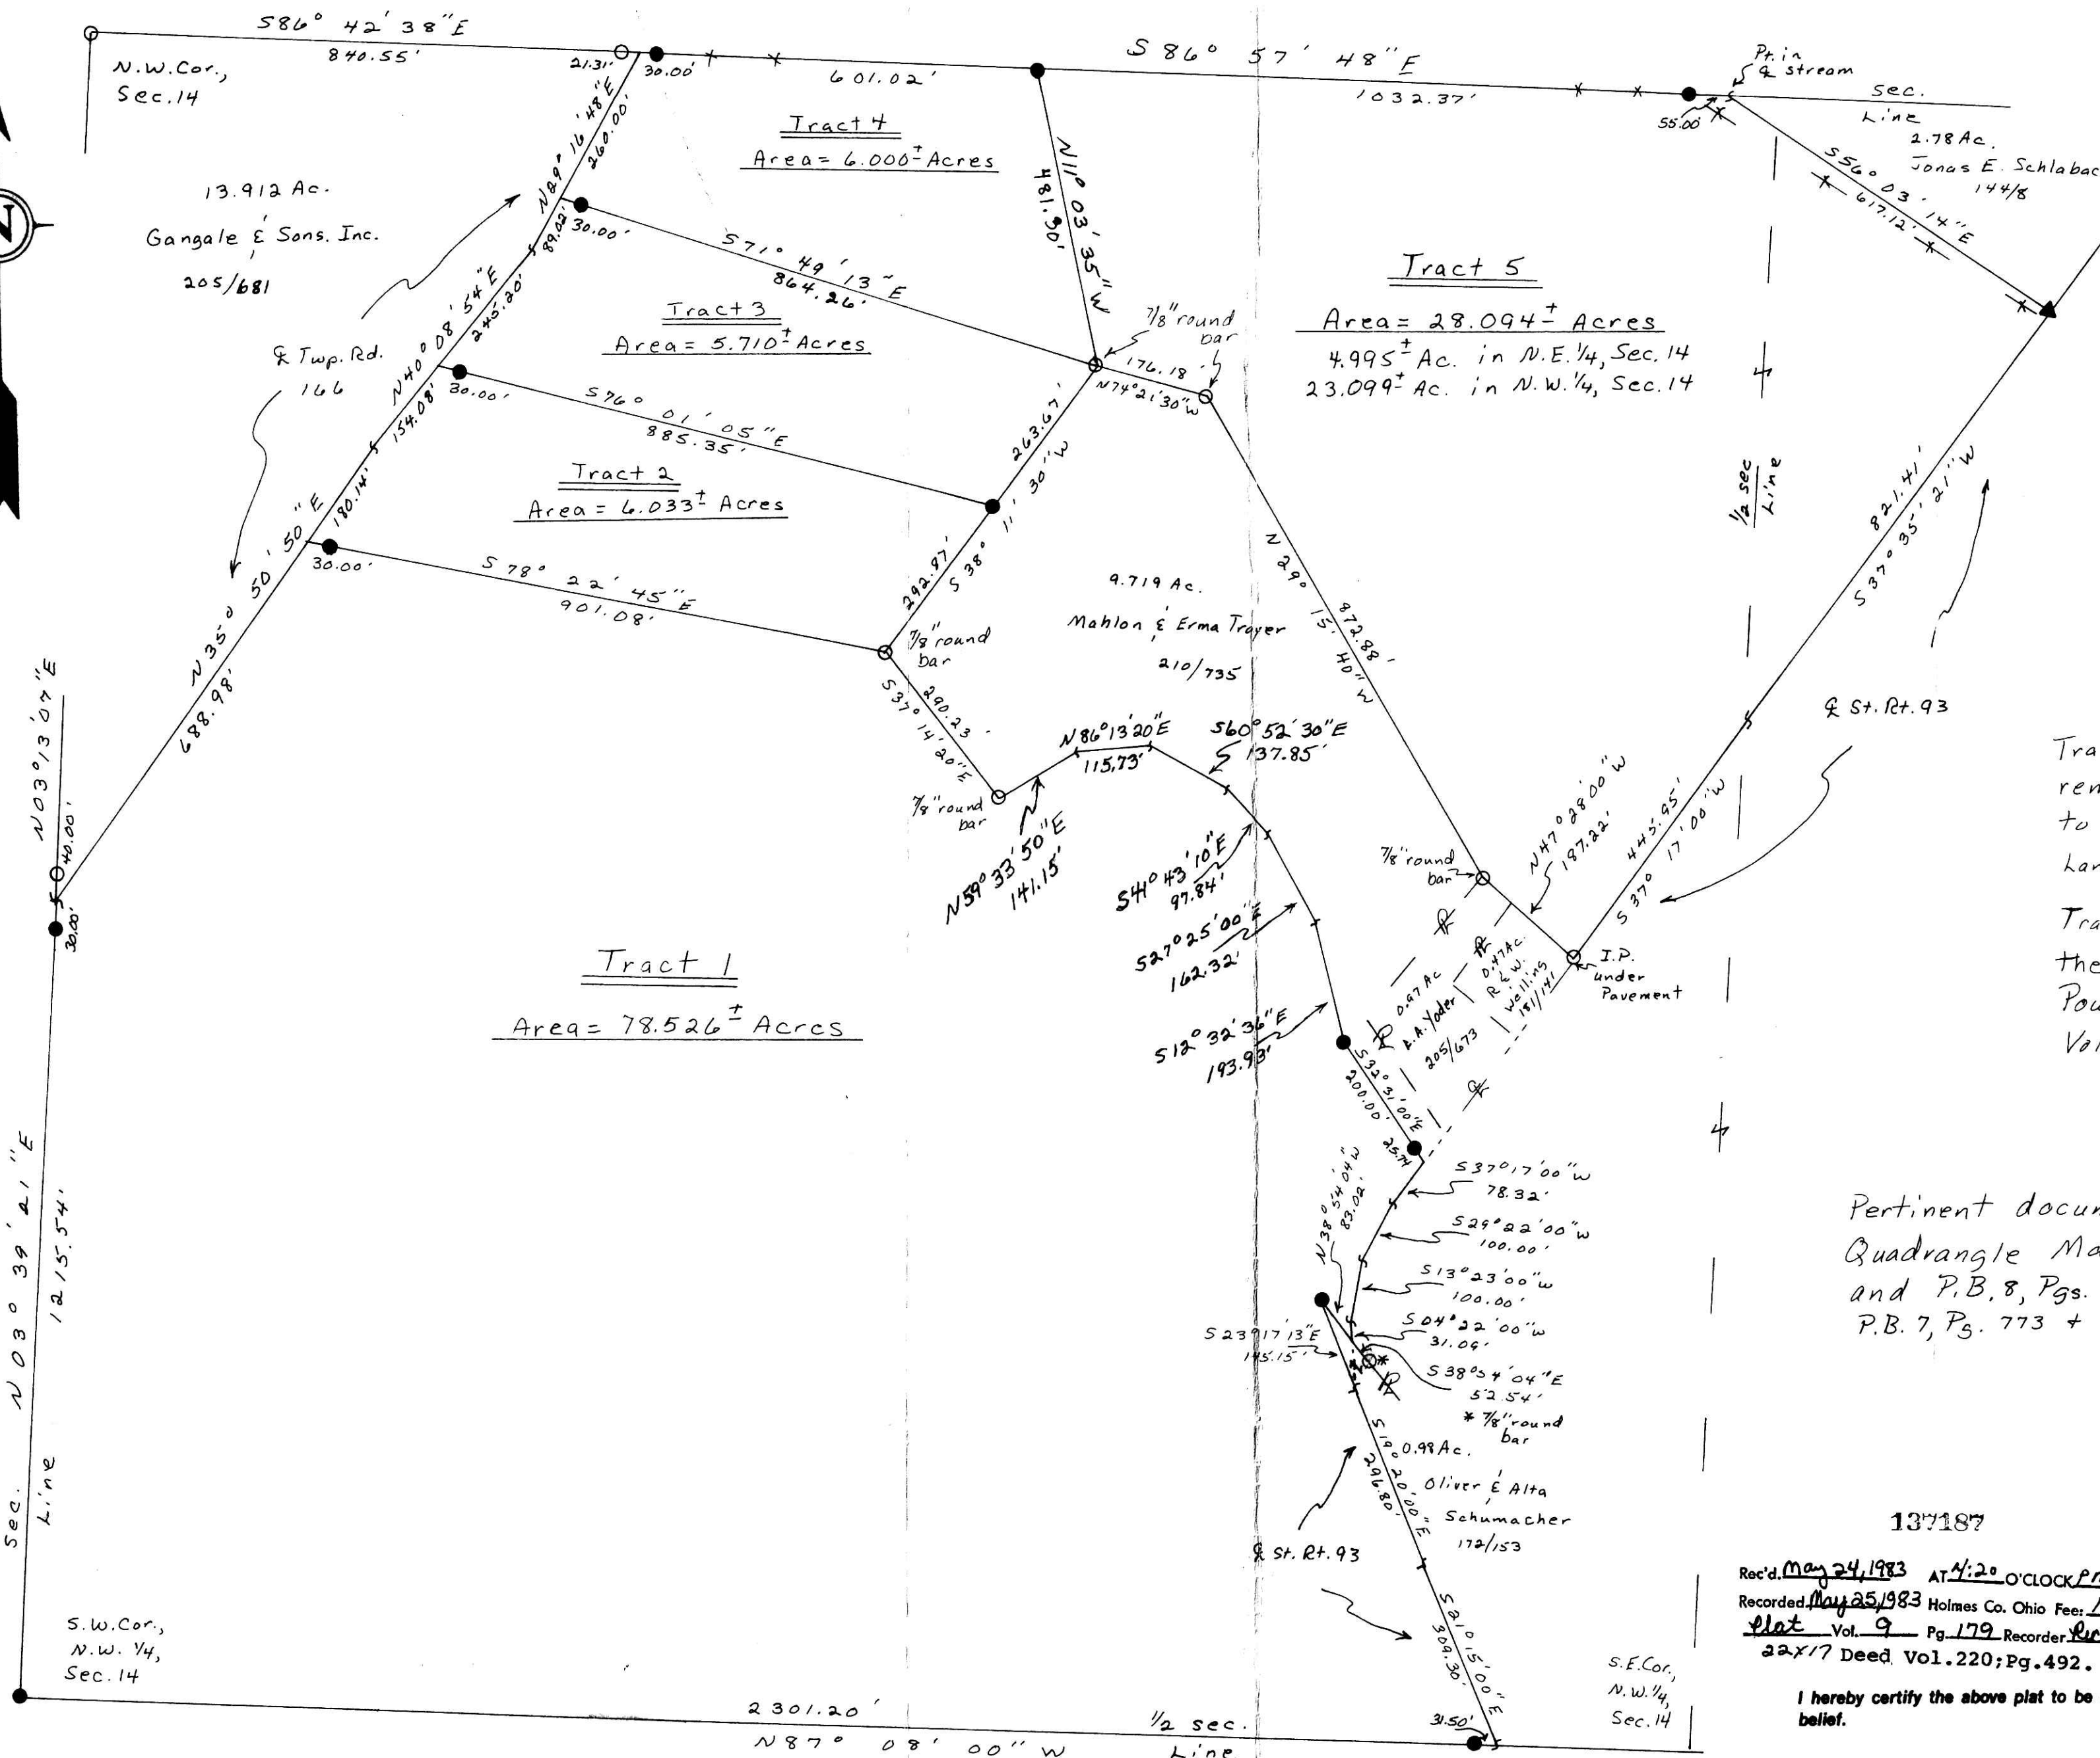 S86° 42' 38"E
840.55'
N.W. Cor.,
Sec. 14
21.31'
30.00'
601.02'
S 86° 57' 48"E
1032.37'
55.00'
Pt. in
℄ stream
Sec.
Line
2.78 Ac.
Jonas E. Schlabac
144/8
S56° 03' 14"E
617.12'
13.912 Ac.
Gangale & Sons, Inc.
205/681
N29° 16' 48"E
260.00'
Tract 4
Area = 6.000± Acres
N11° 03' 35"W
481.30'
89.02'
30.00'
S71° 49' 13"E
864.26'
Tract 5
Area = 28.094± Acres
4.995± Ac. in N.E. 1/4, Sec. 14
23.099± Ac. in N.W. 1/4, Sec. 14
N40° 08' 54"E
245.20'
Tract 3
Area = 5.710± Acres
7/8" round
bar
176.18'
N74° 21' 30"W
℄ Twp. Rd.
166
154.08'
30.00'
S76° 01' 05"E
885.35'
263.67'
S 38° 11' 30"W
Tract 2
Area = 6.033± Acres
1/2 sec
Line
821.41'
S 37° 35' 21" W
180.14'
N 35° 50' 50"E
688.98'
30.00'
S 78° 22' 45"E
901.08'
292.87'
7/8" round
bar
9.719 Ac.
Mahlon & Erma Troyer
210/735
N 29° 15' 40" W
872.88'
S37° 14' 20"E
290.23'
7/8" round
bar
N86° 13' 20"E
115.73'
S60° 52' 30"E
137.85'
℄ St. Rt. 93
N03° 13' 07"E
40.00'
30.00'
N59° 33' 50"E
141.15'
S41° 43' 10"E
97.84'
S27° 25' 00"E
162.32'
S12° 32' 36"E
193.93'
7/8" round
bar
N47° 28' 00"W
187.22'
445.95'
S 37° 17' 00"W
I.P.
under
Pavement
0.47 Ac.
R & W.
Welling
181/141
0.97 Ac
A.A. Yoder
205/673
Tra
ren
to
Lar
Tra
the
Pou
Vol
Tract 1
Area = 78.526± Acres
S32° 31' 00"E
200.00'
25.74
S37° 17' 00"W
78.32'
S29° 22' 00"W
100.00'
S13° 23' 00"W
100.00'
S04° 22' 00"W
31.06'
N38° 54' 04"W
83.02'
S23° 17' 13"E
145.15'
S38° 54' 04"E
52.54'
* 7/8" round
bar
Pertinent docum
Quadrangle Ma
and P.B. 8, Pgs.
P.B. 7, Pg. 773 +
Sec. N 03° 39' 21"E
Line 1215.54'
S19° 20' 00"E
296.80'
0.98 Ac.
Oliver & Alta
Schumacher
172/153
℄ St. Rt. 93
S21° 15' 00"E
309.30'
137187
Rec'd. May 24, 1983 AT 4:20 O'CLOCK
Recorded May 25, 1983 Holmes Co. Ohio Fee:
Plat Vol. 9 Pg. 179 Recorder
22x17 Deed Vol.220;Pg.492.
I hereby certify the above plat to be
belief.
S.W. Cor.,
N.W. 1/4,
Sec. 14
S.E. Cor.,
N.W. 1/4,
Sec. 14
31.50'
2301.20'
N87° 08' 00" W
1/2 sec.
Line